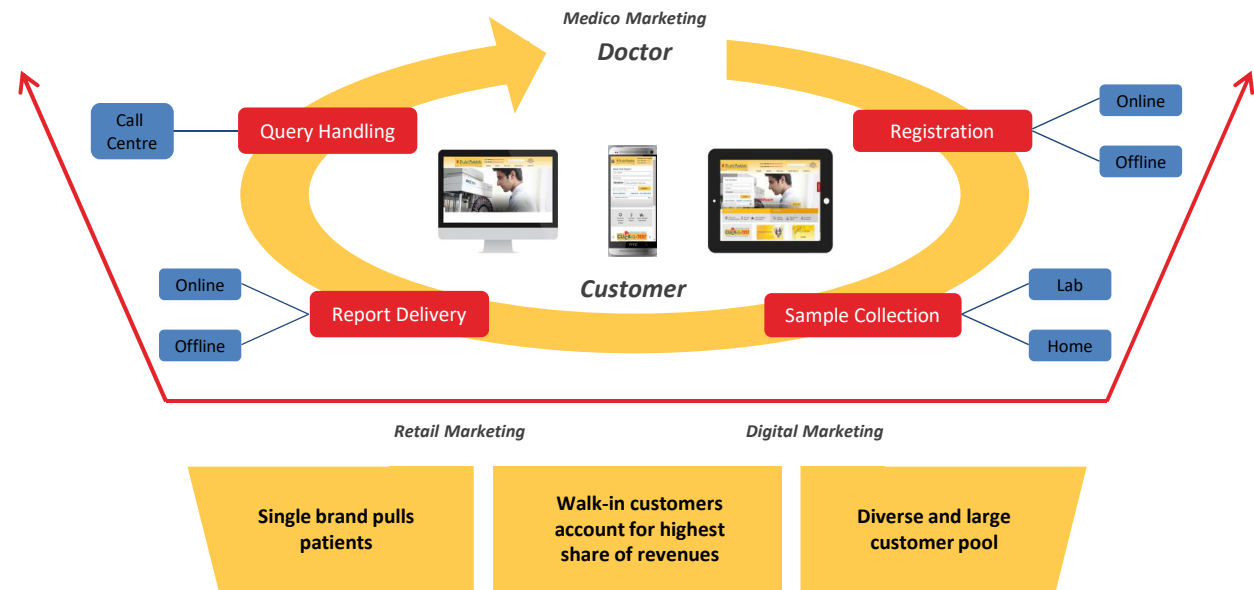 Medico Marketing
Doctor
Call
Centre
Query Handling
Registration
Online
Offline
Customer
Online
Offline
Report Delivery
Sample Collection
Lab
Home
Retail Marketing
Digital Marketing
Single brand pulls
patients
Walk-in customers
account for highest
share of revenues
Diverse and large
customer pool